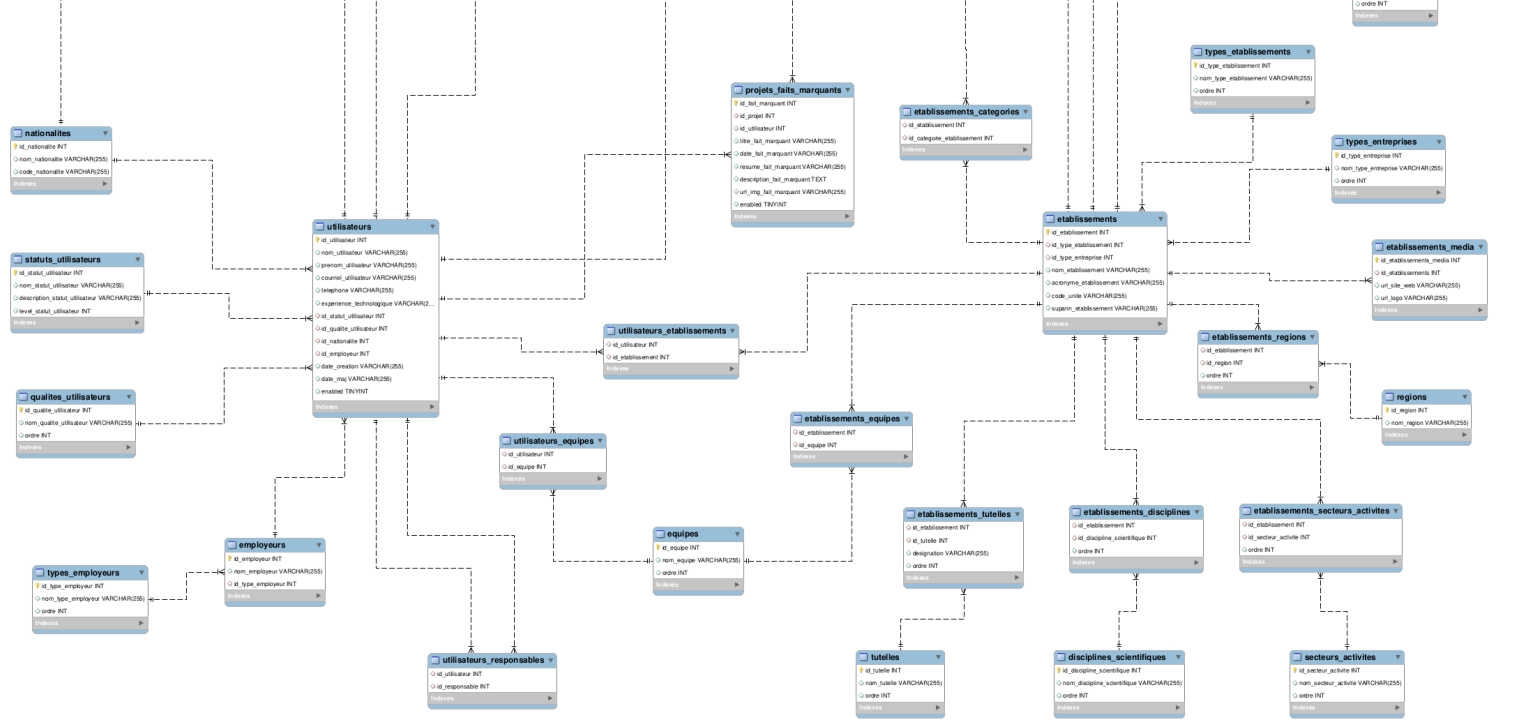 ordre INT
Indexes
types_etablissements
id_type_etablissement INT
nom_type_etablissement VARCHAR(255)
ordre INT
Indexes
projets_faits_marquants
id_fait_marquant INT
id_projet INT
id_utilisateur INT
titre_fait_marquant VARCHAR(255)
date_fait_marquant VARCHAR(255)
resume_fait_marquant VARCHAR(255)
description_fait_marquant TEXT
url_img_fait_marquant VARCHAR(255)
enabled TINYINT
Indexes
etablissements_categories
id_etablissement INT
id_categorie_etablissement INT
Indexes
nationalites
id_nationalite INT
nom_nationalite VARCHAR(255)
code_nationalite VARCHAR(255)
Indexes
types_entreprises
id_type_entreprise INT
nom_type_entreprise VARCHAR(255)
ordre INT
Indexes
utilisateurs
id_utilisateur INT
nom_utilisateur VARCHAR(255)
prenom_utilisateur VARCHAR(255)
courriel_utilisateur VARCHAR(255)
telephone VARCHAR(255)
experience_technologique VARCHAR(2...
id_statut_utilisateur INT
id_qualite_utilisateur INT
id_nationalite INT
id_employeur INT
date_creation VARCHAR(255)
date_maj VARCHAR(255)
enabled TINYINT
Indexes
etablissements
id_etablissement INT
id_type_etablissement INT
id_type_entreprise INT
nom_etablissement VARCHAR(255)
acronyme_etablissement VARCHAR(255)
code_unite VARCHAR(255)
supann_etablissement VARCHAR(255)
Indexes
etablissements_media
id_etablissements_media INT
id_etablissements INT
url_site_web VARCHAR(255)
url_logo VARCHAR(255)
Indexes
statuts_utilisateurs
id_statut_utilisateur INT
nom_statut_utilisateur VARCHAR(255)
description_statut_utilisateur VARCHAR(255)
level_statut_utilisateur INT
Indexes
utilisateurs_etablissements
id_utilisateur INT
id_etablissement INT
Indexes
etablissements_regions
id_etablissement INT
id_region INT
ordre INT
Indexes
qualites_utilisateurs
id_qualite_utilisateur INT
nom_qualite_utilisateur VARCHAR(255)
ordre INT
Indexes
regions
id_region INT
nom_region VARCHAR(255)
Indexes
etablissements_equipes
id_etablissement INT
id_equipe INT
Indexes
utilisateurs_equipes
id_utilisateur INT
id_equipe INT
Indexes
etablissements_tutelles
id_etablissement INT
id_tutelle INT
designation VARCHAR(255)
ordre INT
Indexes
etablissements_disciplines
id_etablissement INT
id_discipline_scientifique INT
ordre INT
Indexes
etablissements_secteurs_activites
id_etablissement INT
id_secteur_activite INT
ordre INT
Indexes
equipes
id_equipe INT
nom_equipe VARCHAR(255)
ordre INT
Indexes
employeurs
id_employeur INT
nom_employeur VARCHAR(255)
id_type_employeur INT
Indexes
types_employeurs
id_type_employeur INT
nom_type_employeur VARCHAR(255)
ordre INT
Indexes
utilisateurs_responsables
id_utilisateur INT
id_responsable INT
Indexes
tutelles
id_tutelle INT
nom_tutelle VARCHAR(255)
ordre INT
Indexes
disciplines_scientifiques
id_discipline_scientifique INT
nom_discipline_scientifique VARCHAR(255)
ordre INT
Indexes
secteurs_activites
id_secteur_activite INT
nom_secteur_activite VARCHAR(255)
ordre INT
Indexes